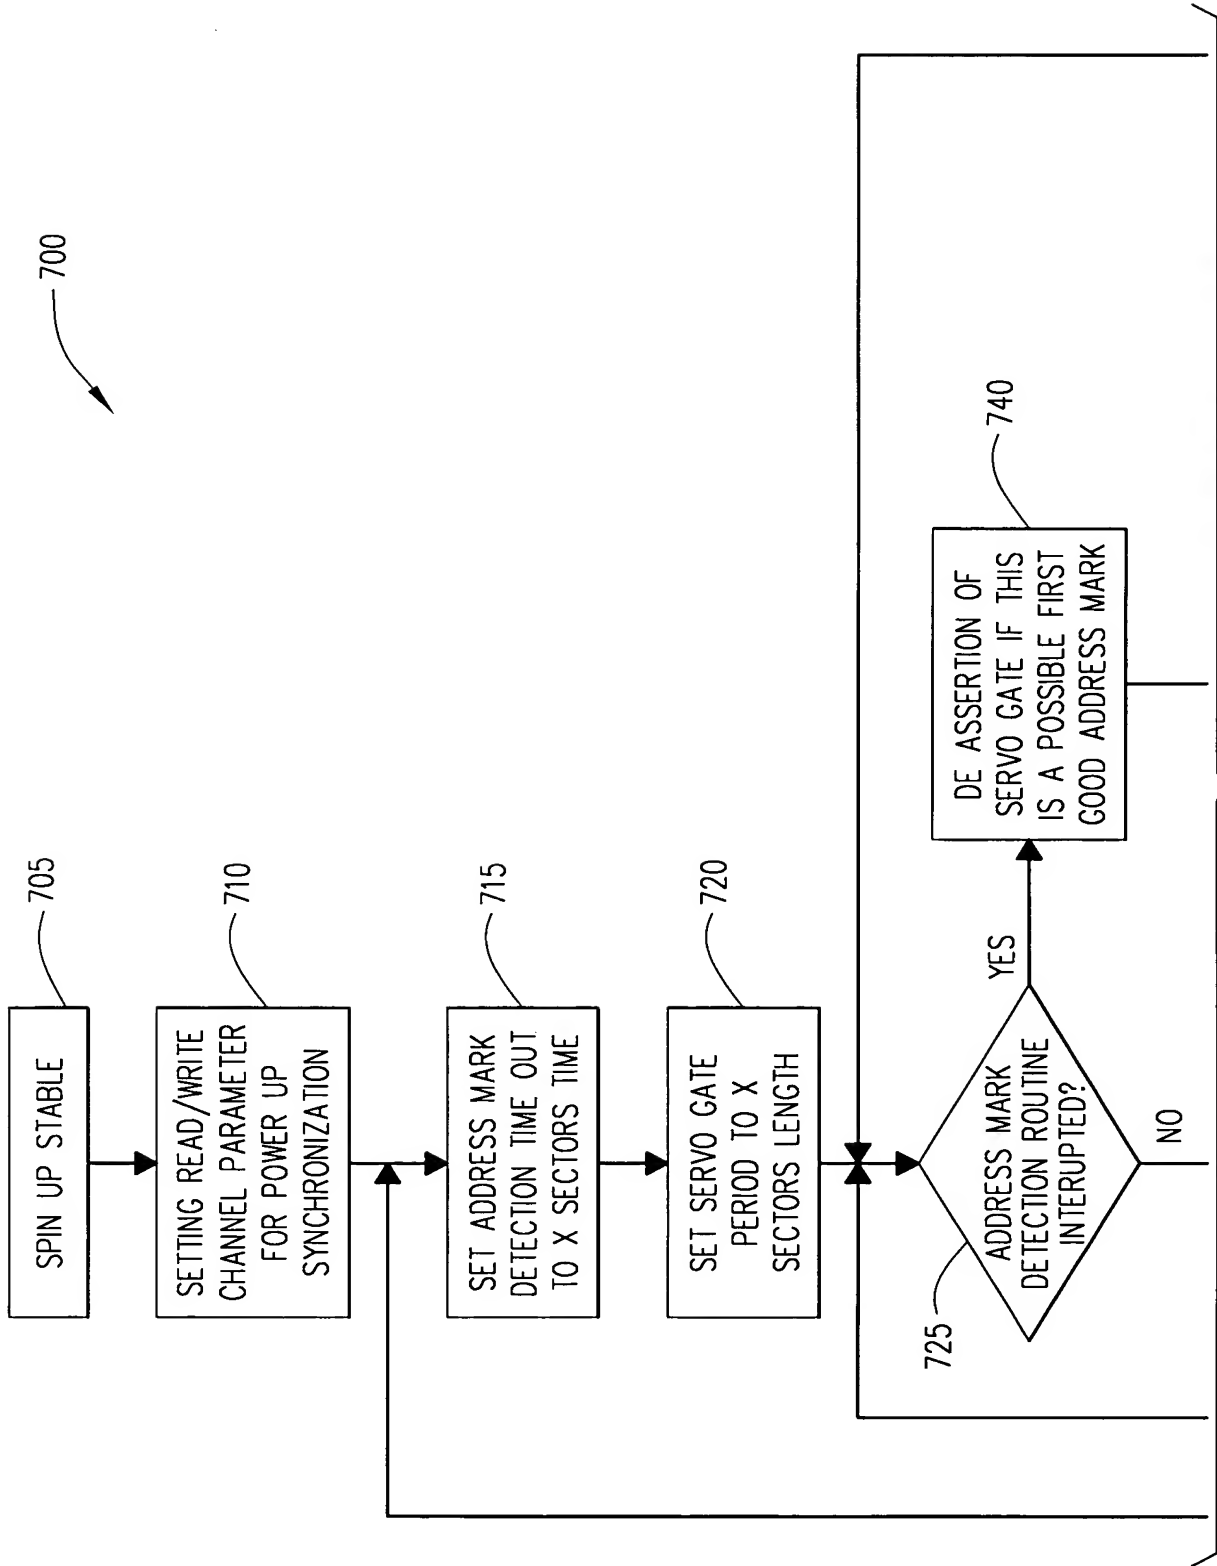 700
SPIN UP STABLE
705
SETTING READ/WRITE
CHANNEL PARAMETER
FOR POWER UP
SYNCHRONIZATION
710
SET ADDRESS MARK
DETECTION TIME OUT
TO X SECTORS TIME
715
SET SERVO GATE
PERIOD TO X
SECTORS LENGTH
720
725
ADDRESS MARK
DETECTION ROUTINE
INTERUPTED?
YES
NO
DE ASSERTION OF
SERVO GATE IF THIS
IS A POSSIBLE FIRST
GOOD ADDRESS MARK
740